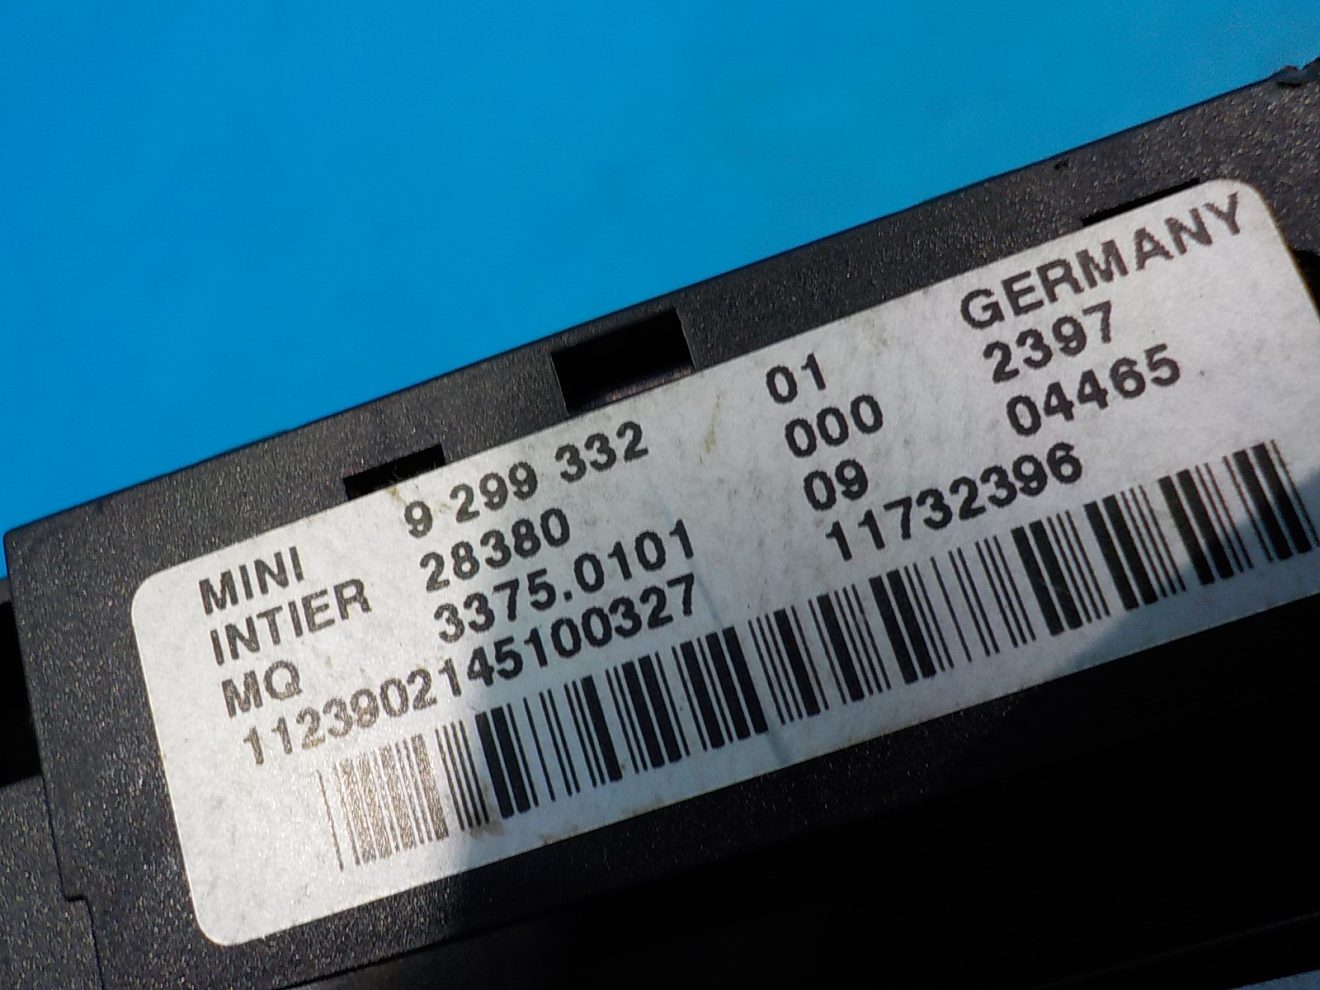 MINI 9 299 332 01 GERMANY
INTIER 28380 000 2397
MQ 3375.0101 09 04465
1123902145100327 11732396